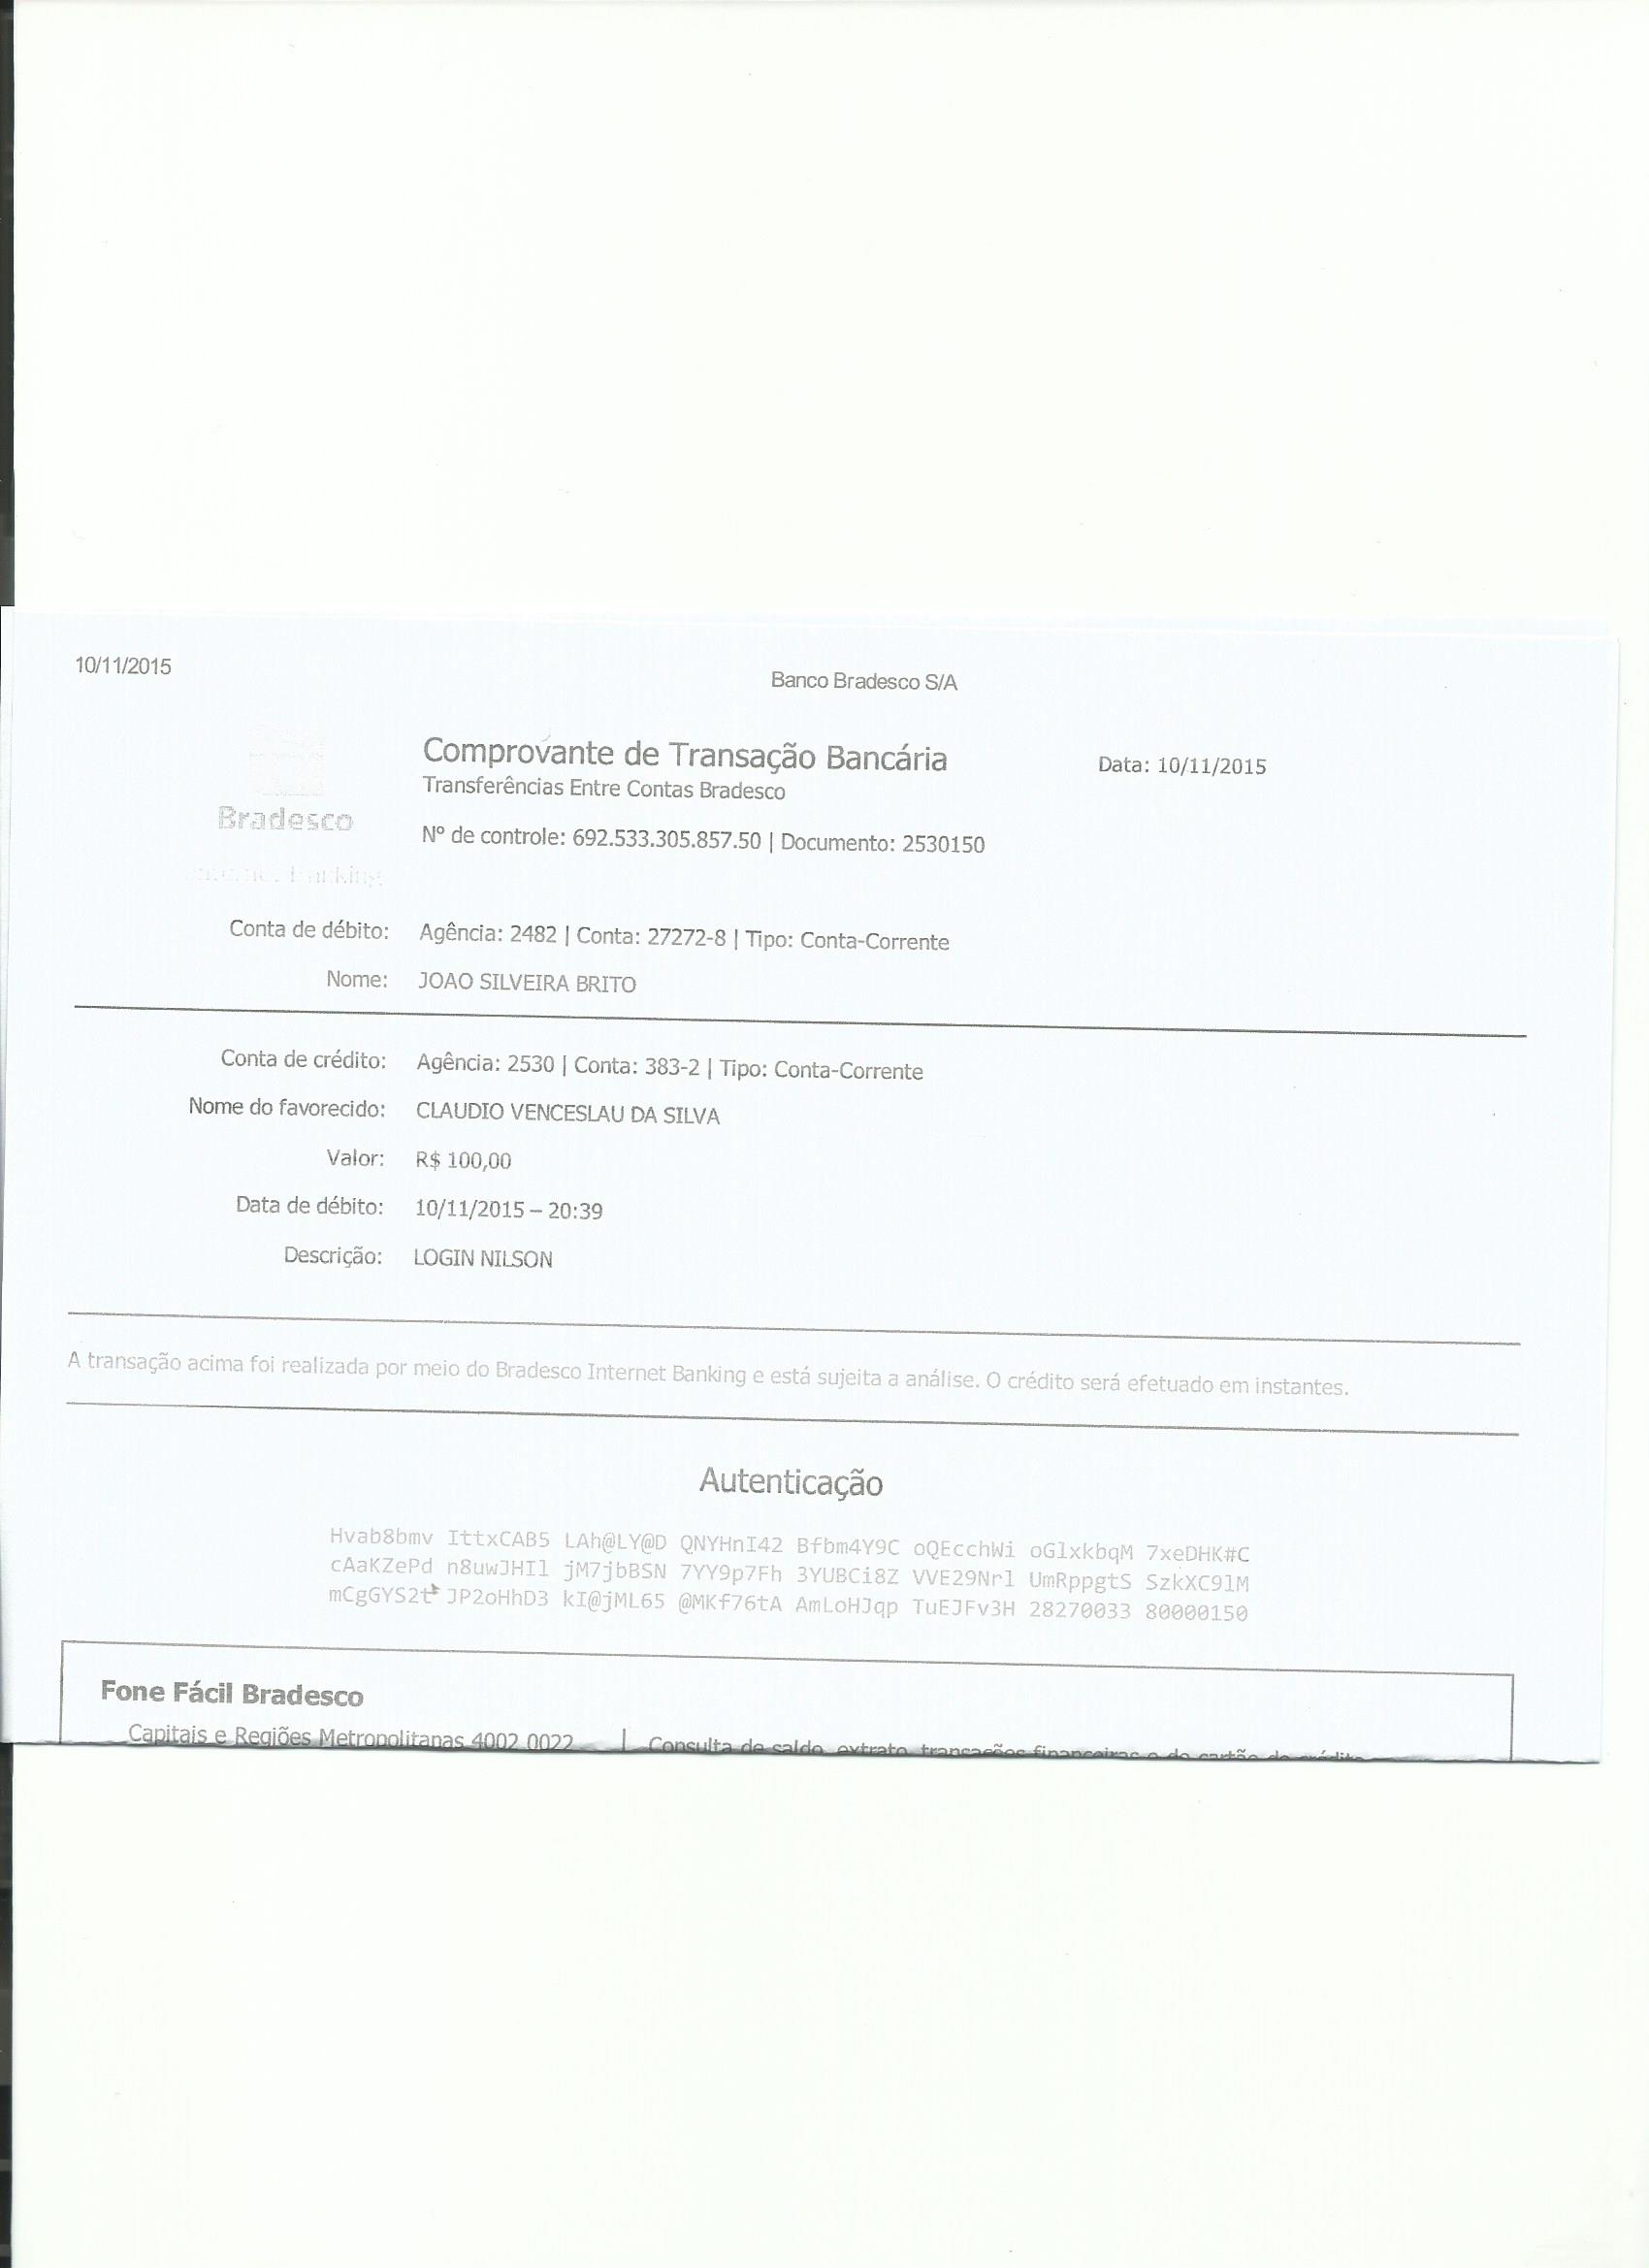 10/11/2015
Banco Bradesco S/A
Comprovante de Transação Bancária
Data: 10/11/2015
Transferências Entre Contas Bradesco
Bradesco
Nº de controle: 692.533.305.857.50 | Documento: 2530150
Banking
Conta de débito: Agência: 2482 | Conta: 27272-8 | Tipo: Conta-Corrente
Nome: JOAO SILVEIRA BRITO
Conta de crédito: Agência: 2530 | Conta: 383-2 | Tipo: Conta-Corrente
Nome do favorecido: CLAUDIO VENCESLAU DA SILVA
Valor: R$ 100,00
Data de débito: 10/11/2015 – 20:39
Descrição: LOGIN NILSON
A transação acima foi realizada por meio do Bradesco Internet Banking e está sujeita a análise. O crédito será efetuado em instantes.
Autenticação
Hvab8bmv IttxCAB5 LAh@LY@D QNYHnI42 Bfbm4Y9C oQEcchWi oGlxkbqM 7xeDHK#C
cAaKZePd n8uwJHIl jM7jbBSN 7YY9p7Fh 3YUBCi8Z VVE29Nrl UmRppgtS SzkXC9lM
mCgGYS2t JP2oHhD3 kI@jML65 @MKf76tA AmLoHJqp TuEJFv3H 28270033 80000150
Fone Fácil Bradesco
Capitais e Regiões Metropolitanas 4002 0022 | Consulta de saldo, extrato, transações financeiras e de cartão de crédito